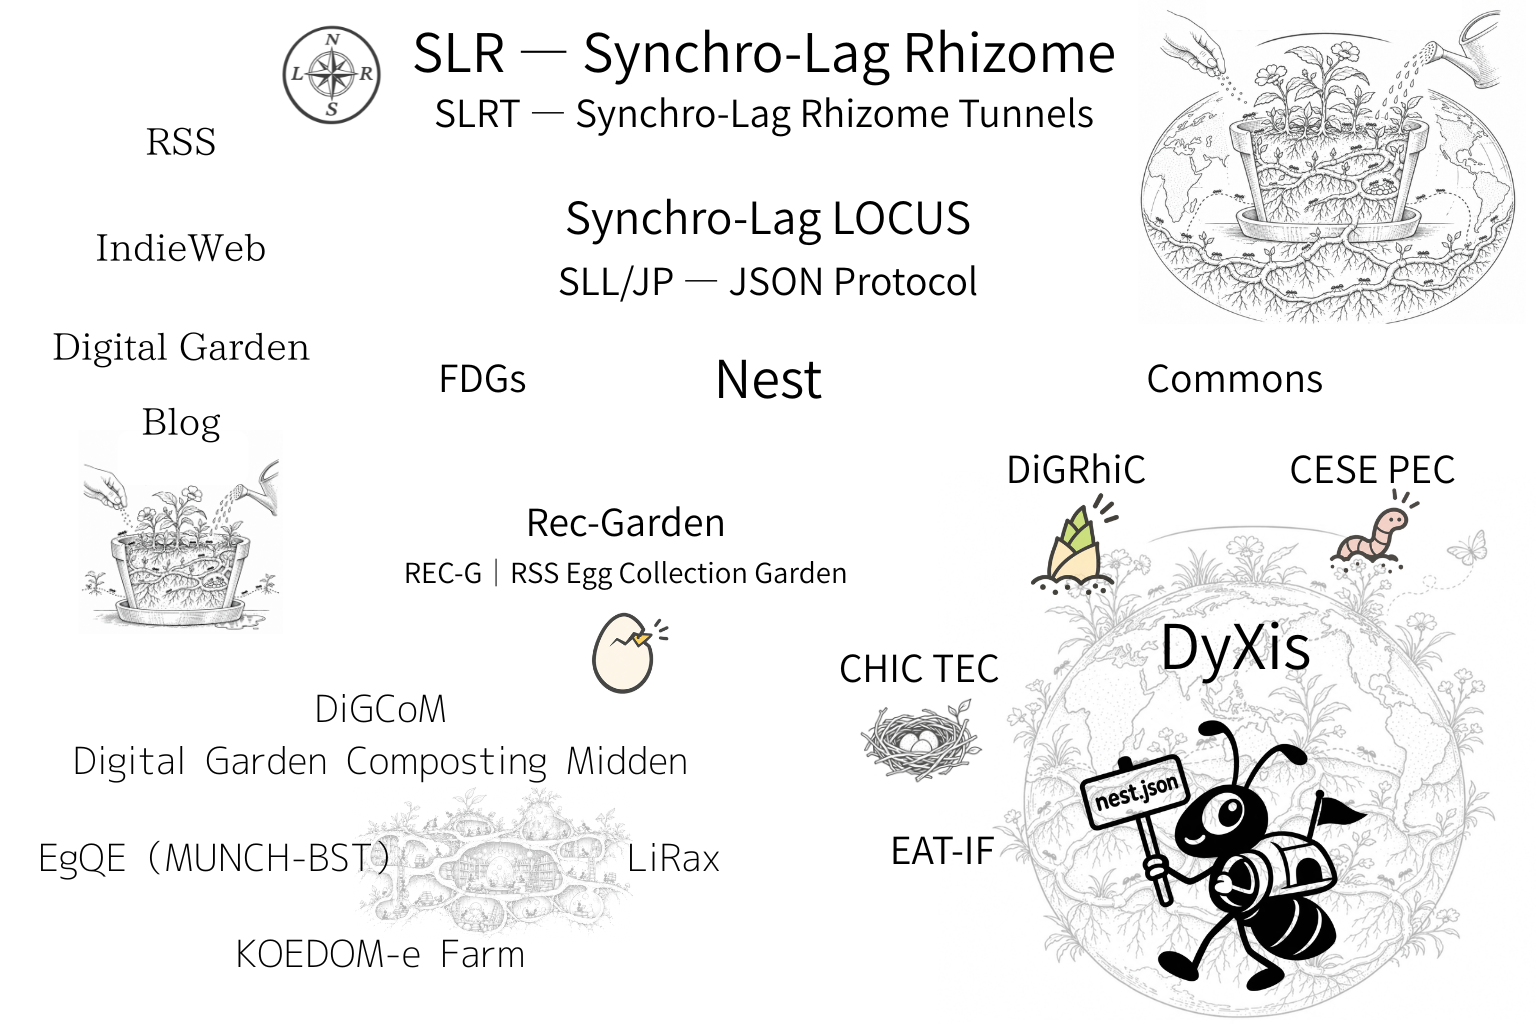 N
L R
S
SLR — Synchro-Lag Rhizome
SLRT — Synchro-Lag Rhizome Tunnels
RSS
IndieWeb
Digital Garden
Blog
Synchro-Lag LOCUS
SLL/JP — JSON Protocol
FDGs
Nest
Commons
DiGRhiC
CESE PEC
Rec-Garden
REC-G｜RSS Egg Collection Garden
CHIC TEC
DyXis
nest.json
EAT-IF
DiGCoM
Digital Garden Composting Midden
EgQE (MUNCH-BST)
LiRax
KOEDOM-e Farm